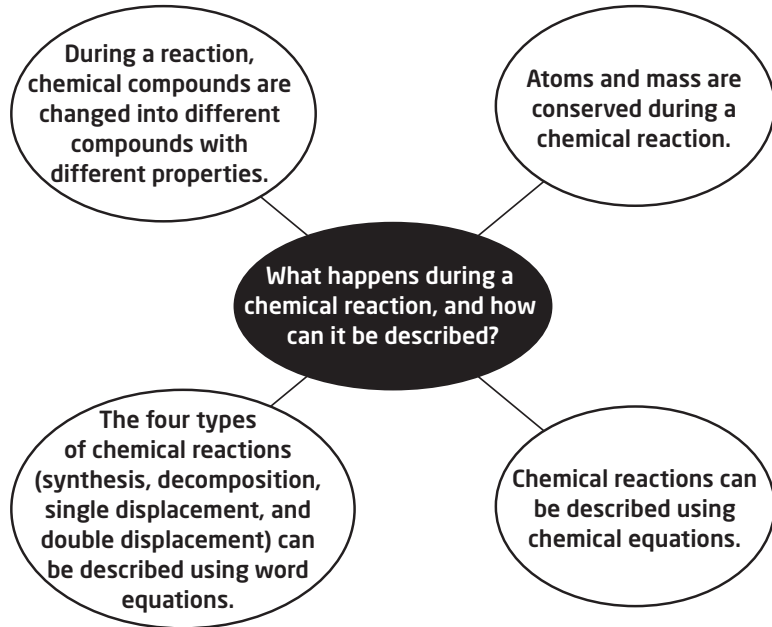 During a reaction,
chemical compounds are
changed into different
compounds with
different properties.
Atoms and mass are
conserved during a
chemical reaction.
What happens during a
chemical reaction, and how
can it be described?
The four types
of chemical reactions
(synthesis, decomposition,
single displacement, and
double displacement) can
be described using word
equations.
Chemical reactions can
be described using
chemical equations.